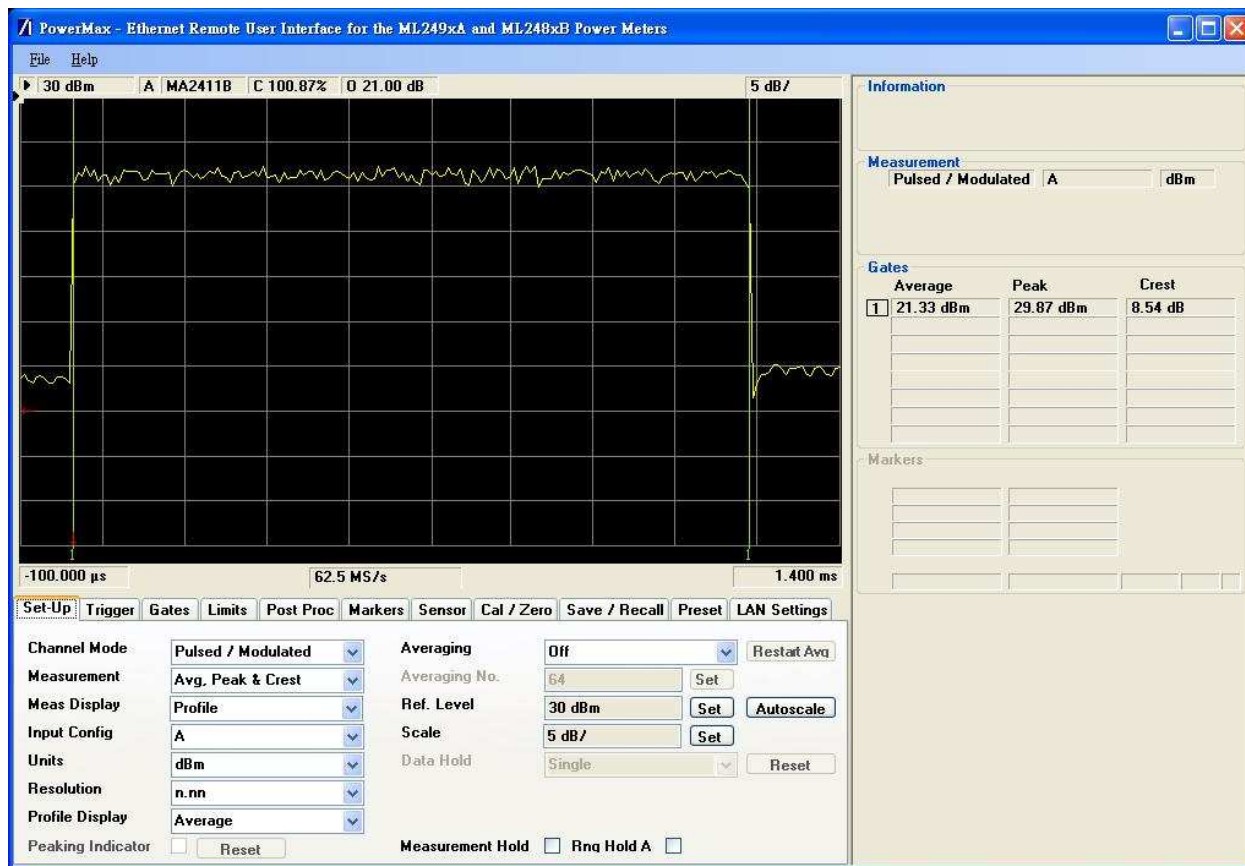 PowerMax - Ethernet Remote User Interface for the ML249xA and ML248xB Power Meters
File Help
30 dBm A MA2411B C 100.87% O 21.00 dB 5 dB/
1 1
-100.000 µs 62.5 MS/s 1.400 ms
Information
Measurement
Pulsed / Modulated A dBm
Gates
Average Peak Crest
1 21.33 dBm 29.87 dBm 8.54 dB
Markers
Set-Up Trigger Gates Limits Post Proc Markers Sensor Cal / Zero Save / Recall Preset LAN Settings
Channel Mode Pulsed / Modulated Averaging Off Restart Avg
Measurement Avg, Peak & Crest Averaging No. 64 Set
Meas Display Profile Ref. Level 30 dBm Set Autoscale
Input Config A Scale 5 dB/ Set
Units dBm Data Hold Single Reset
Resolution n.nn
Profile Display Average
Peaking Indicator Reset Measurement Hold Rng Hold A